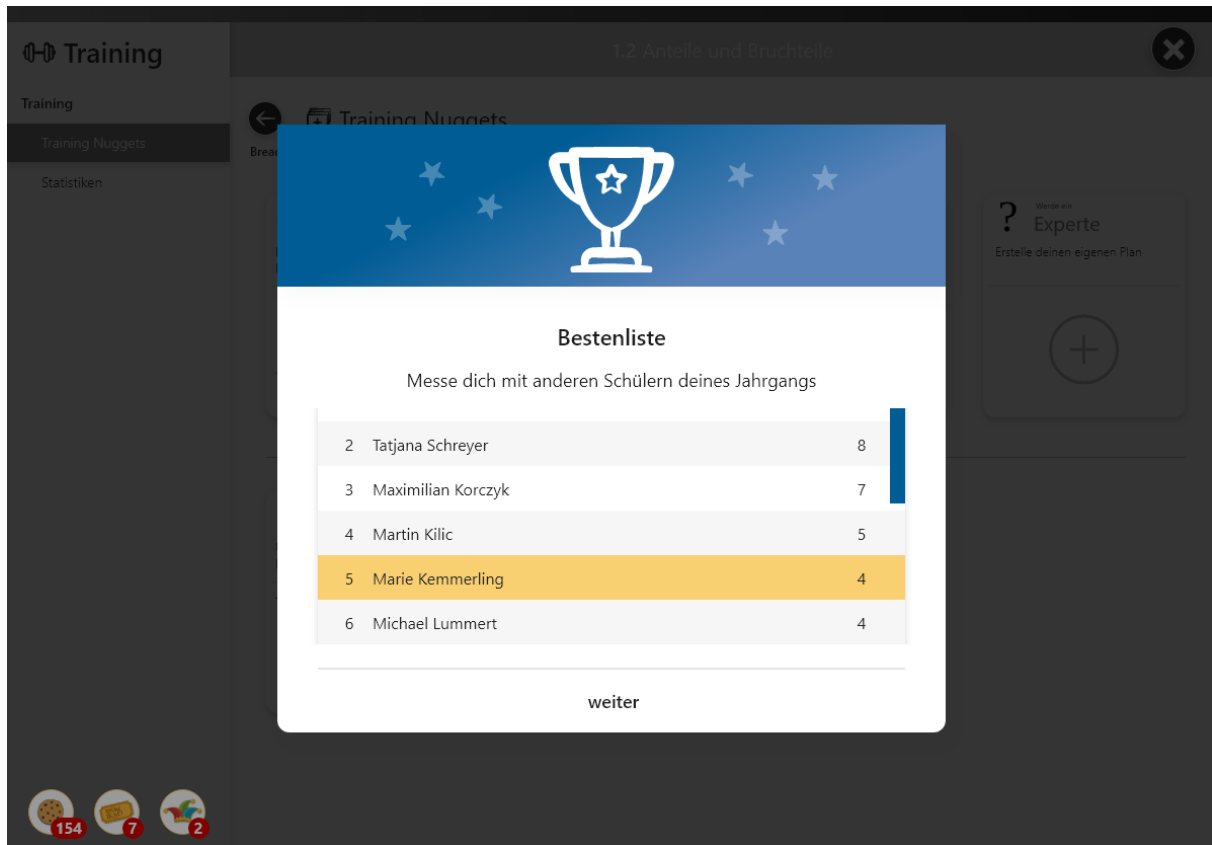 Training
1.2 Anteile und Bruchteile
Training
Training Nuggets
Training Nuggets
Statistiken
Werde ein
Experte
Erstelle deinen eigenen Plan
Bestenliste
Messe dich mit anderen Schülern deines Jahrgangs
2 Tatjana Schreyer 8
3 Maximilian Korczyk 7
4 Martin Kilic 5
5 Marie Kemmerling 4
6 Michael Lummert 4
weiter
154
7
2